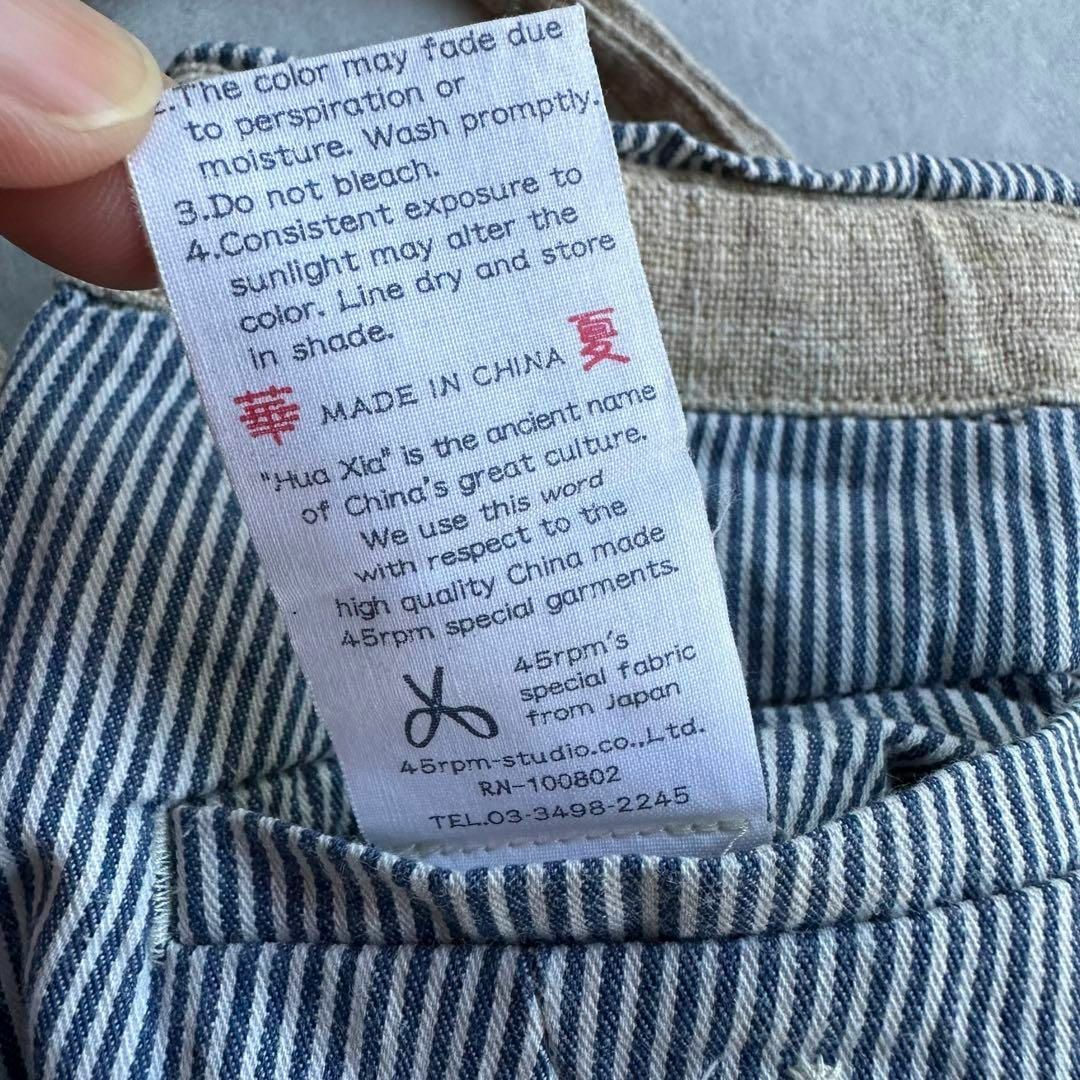 2.The color may fade due
to perspiration or
moisture. Wash promptly.
3.Do not bleach.
4.Consistent exposure to
sunlight may alter the
color. Line dry and store
in shade.
華 MADE IN CHINA 夏
"Hua Xia" is the ancient name
of China's great culture.
We use this word
with respect to the
high quality China made
45rpm special garments.
45rpm's
special fabric
from Japan
45rpm-studio.co.,Ltd.
RN-100802
TEL.03-3498-2245